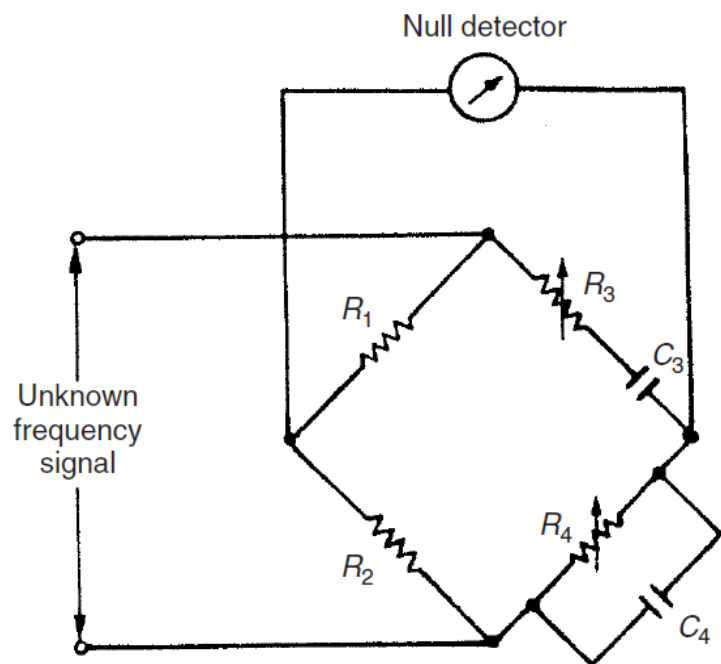 Null detector
R₁
R₃
C₃
Unknown
frequency
signal
R₂
R₄
C₄